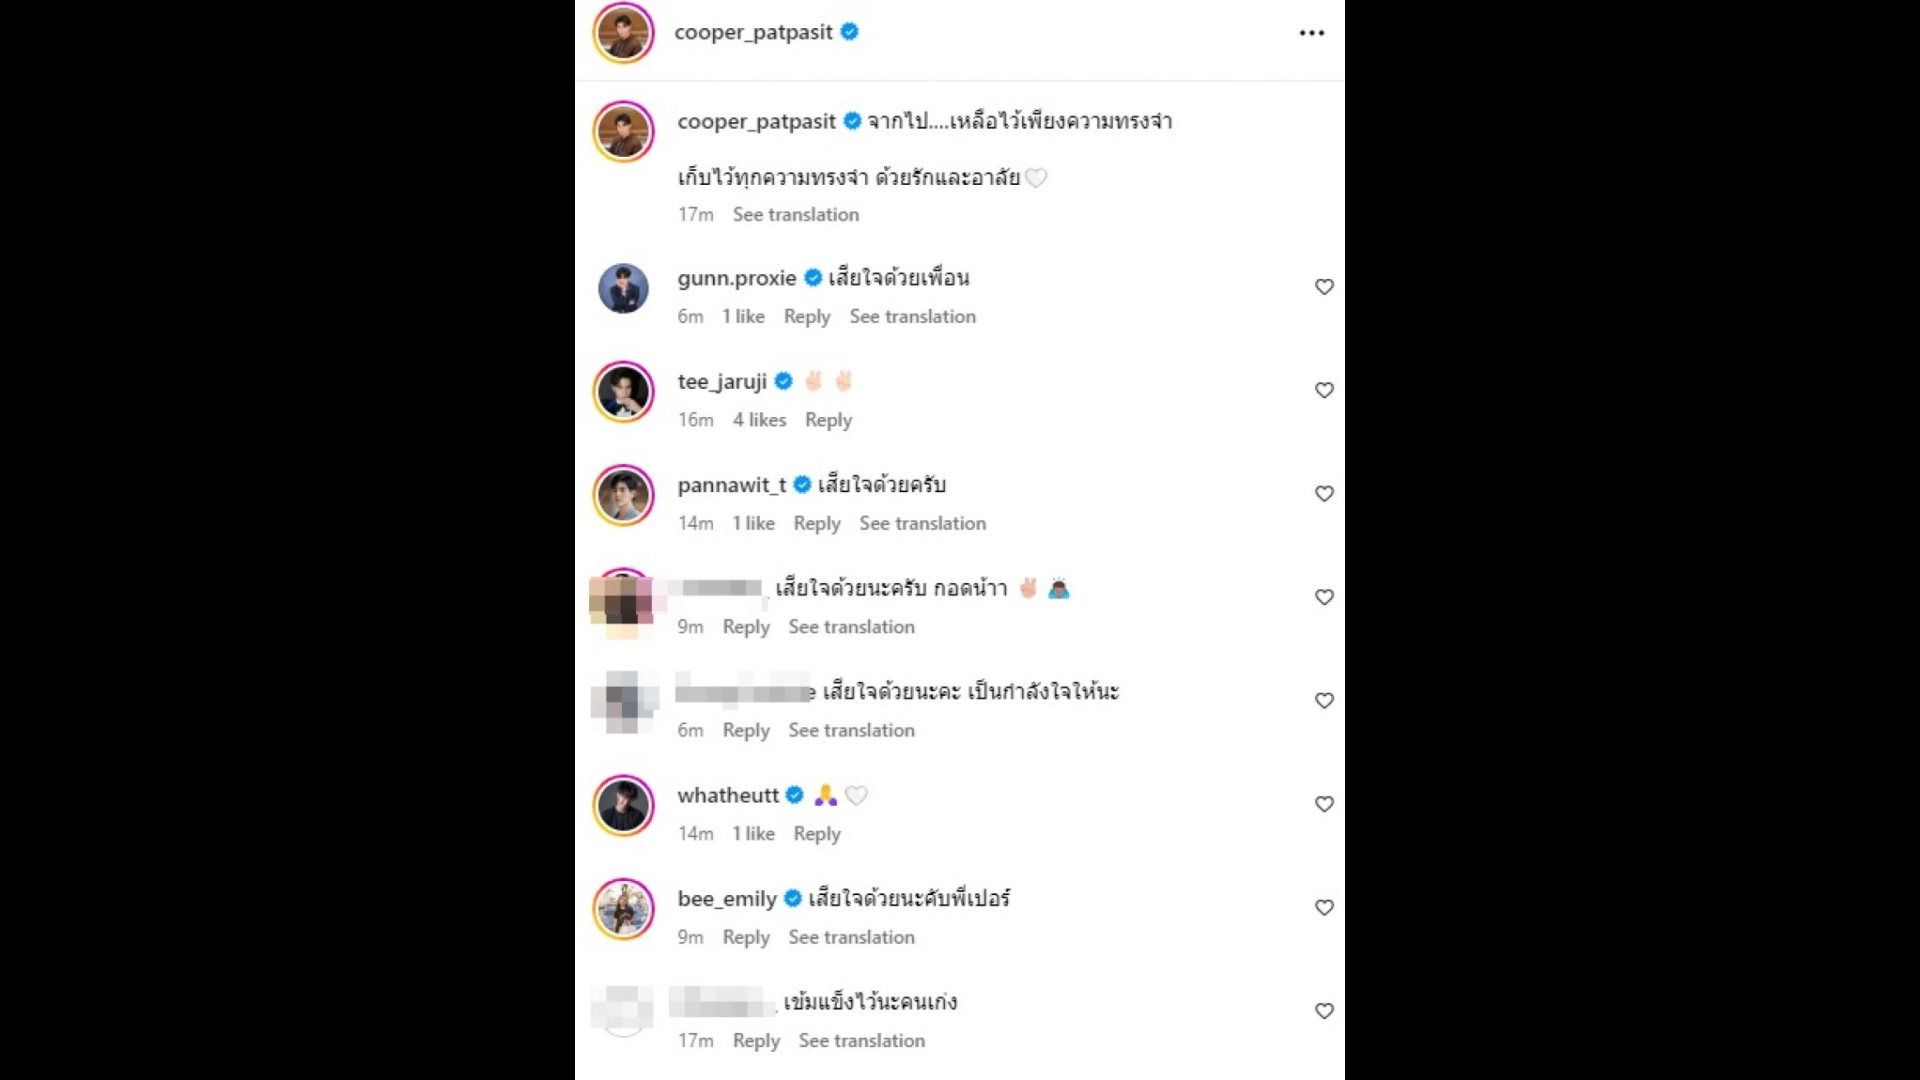 cooper_patpasit
cooper_patpasit จากไป....เหลือไว้เพียงความทรงจำ
เก็บไว้ทุกความทรงจำ ด้วยรักและอาลัย🤍
17m See translation
gunn.proxie เสียใจด้วยเพื่อน
6m 1 like Reply See translation
tee_jaruji ✌🏻 ✌🏻
16m 4 likes Reply
pannawit_t เสียใจด้วยครับ
14m 1 like Reply See translation
เสียใจด้วยนะครับ กอดน้าา ✌🏼 🙇🏾
9m Reply See translation
เสียใจด้วยนะคะ เป็นกำลังใจให้นะ
6m Reply See translation
whatheutt 🙏🤍
14m 1 like Reply
bee_emily เสียใจด้วยนะคับพี่เปอร์
9m Reply See translation
เข้มแข็งไว้นะคนเก่ง
17m Reply See translation